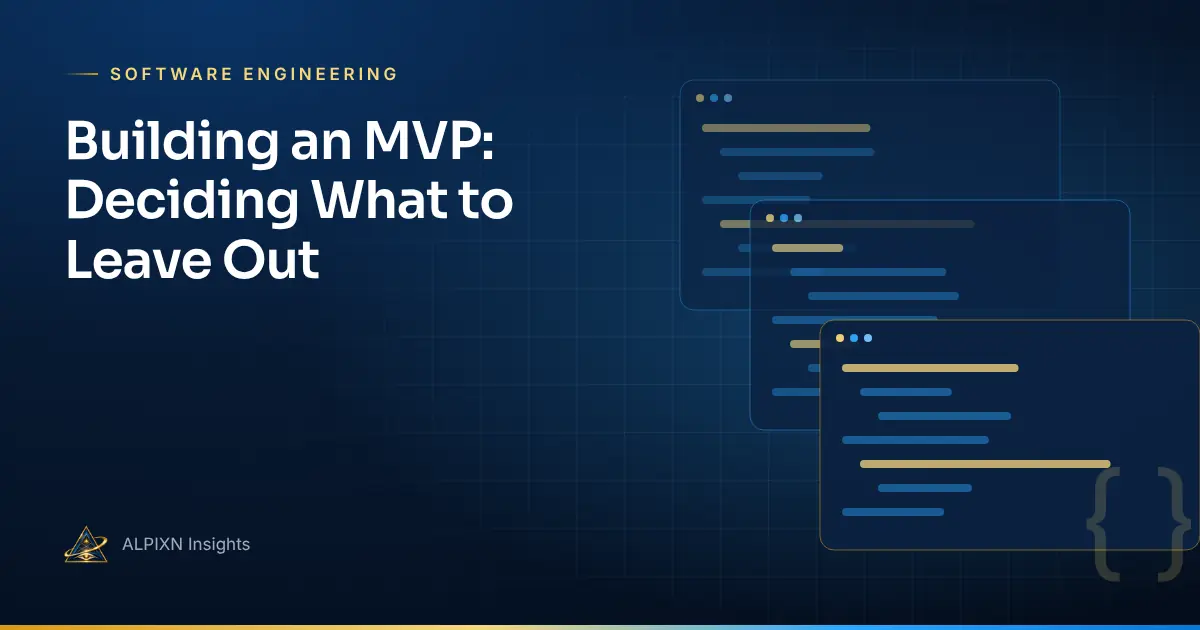 SOFTWARE ENGINEERING
Building an MVP:
Deciding What to
Leave Out
{ }
ALPIXN Insights